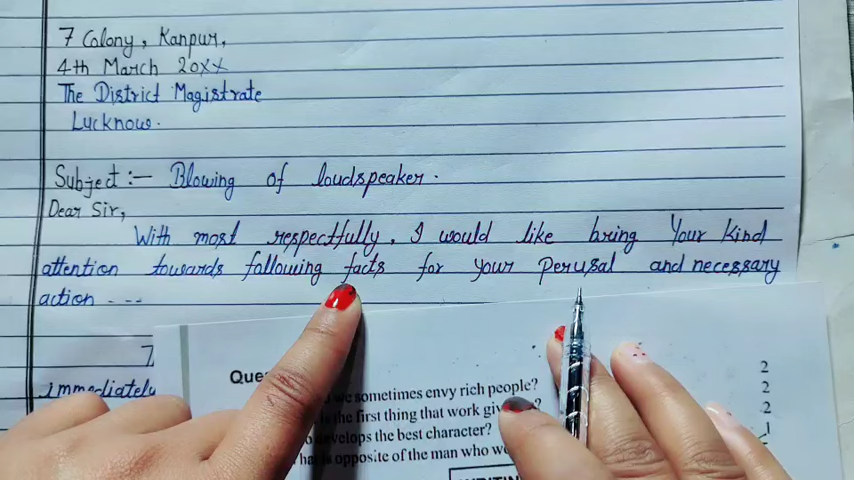 7 Colony, Kanpur,
4th March 20xx
The District Magistrate
Lucknow.
Subject :- Blowing of loudspeaker.
Dear Sir,
With most respectfully, I would like bring Your kind
attention towards following facts for your perusal and necessary
action ---
immediately
we sometimes envy rich people?
2
the first thing that work
2
develops the best character?
2
opposite of the man who
1